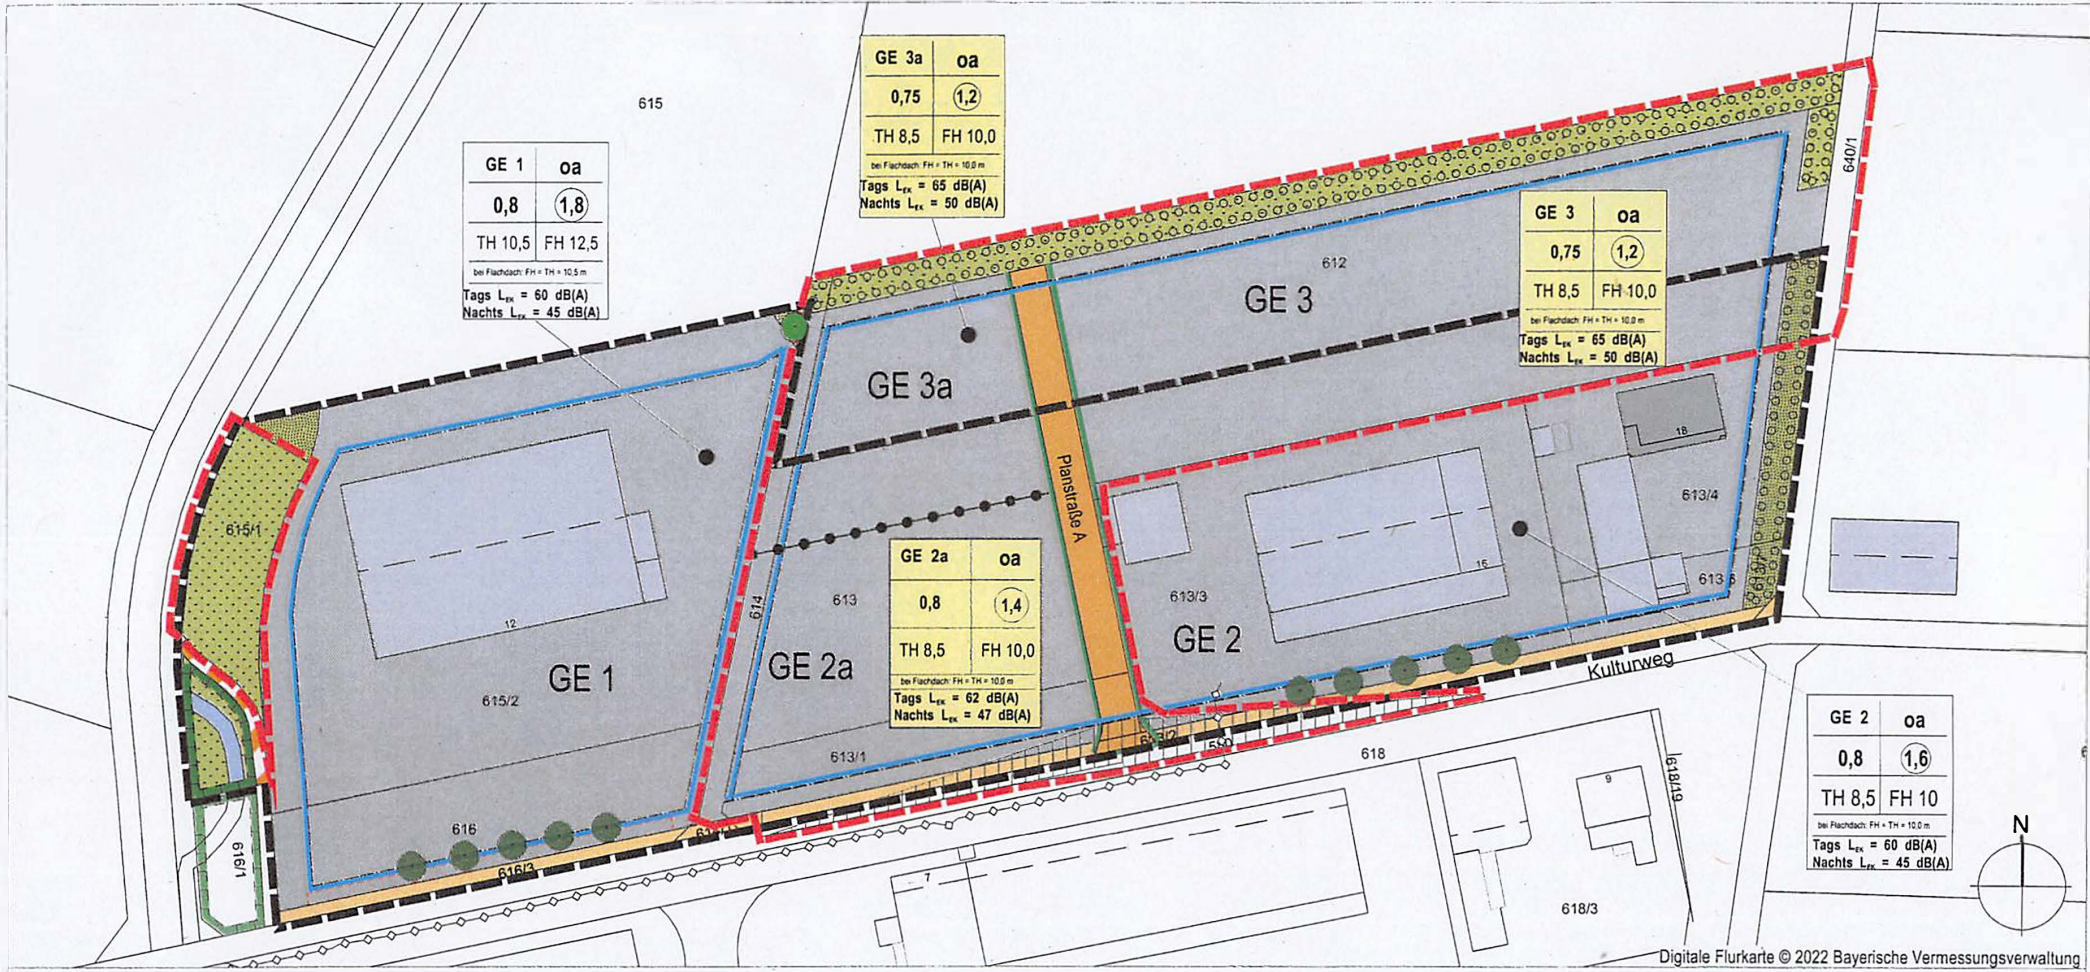 GE 3a oa
0,75 1,2
TH 8,5 FH 10,0
bei Flachdach: FH = TH = 10,0 m
Tags LEK = 65 dB(A)
Nachts LEK = 50 dB(A)
615
GE 1 oa
0,8 1,8
TH 10,5 FH 12,5
bei Flachdach: FH = TH = 10,5 m
Tags LEK = 60 dB(A)
Nachts LEK = 45 dB(A)
640/1
GE 3 oa
0,75 1,2
TH 8,5 FH 10,0
bei Flachdach: FH = TH = 10,0 m
Tags LEK = 65 dB(A)
Nachts LEK = 50 dB(A)
612
GE 3
GE 3a
18
Planstraße A
613/4
615/1
GE 2a oa
0,8 1,4
TH 8,5 FH 10,0
bei Flachdach: FH = TH = 10,0 m
Tags LEK = 62 dB(A)
Nachts LEK = 47 dB(A)
16
613/3
613
614
12
GE 2
GE 2a
GE 1
615/2
Kulturweg
GE 2 oa
0,8 1,6
TH 8,5 FH 10
bei Flachdach: FH = TH = 10,0 m
Tags LEK = 60 dB(A)
Nachts LEK = 45 dB(A)
613/1
618
618/19
9
616
616/1
616/3
7
618/3
N
Digitale Flurkarte © 2022 Bayerische Vermessungsverwaltung